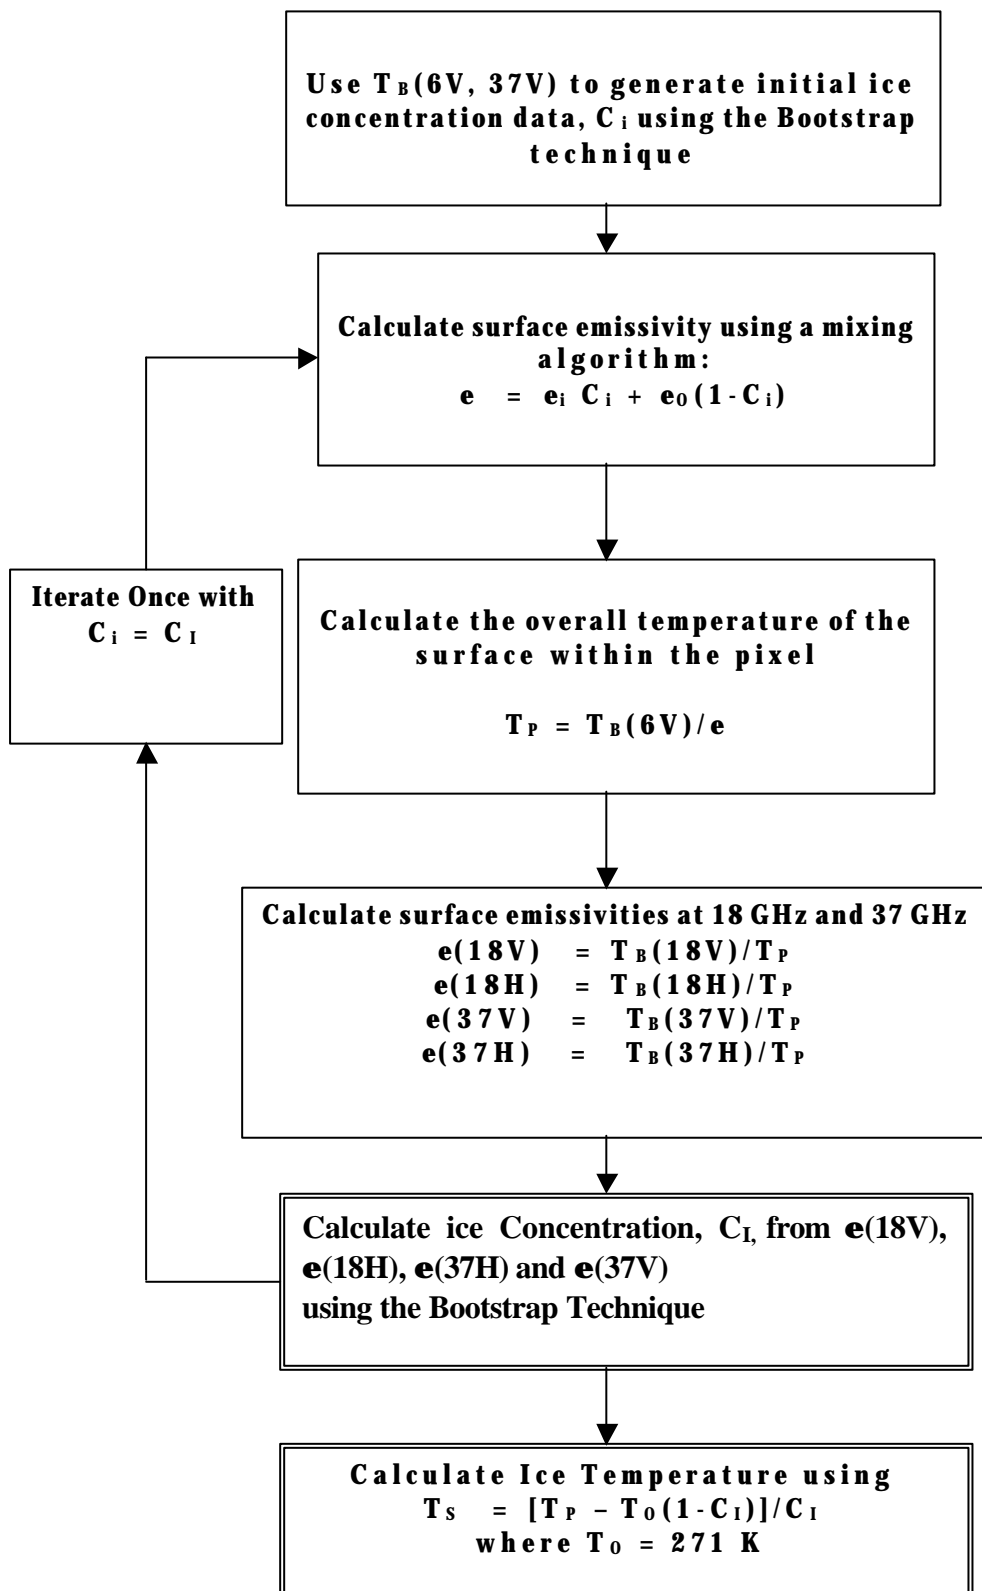 Use TB(6V, 37V) to generate initial ice
concentration data, Ci using the Bootstrap
technique
Calculate surface emissivity using a mixing
algorithm:
e = ei Ci + eO(1-Ci)
Iterate Once with
Ci = CI
Calculate the overall temperature of the
surface within the pixel
TP = TB(6V)/e
Calculate surface emissivities at 18 GHz and 37 GHz
e(18V) = TB(18V)/TP
e(18H) = TB(18H)/TP
e(37V) = TB(37V)/TP
e(37H) = TB(37H)/TP
Calculate ice Concentration, CI, from e(18V),
e(18H), e(37H) and e(37V)
using the Bootstrap Technique
Calculate Ice Temperature using
TS = [TP – TO(1-CI)]/CI
where TO = 271 K